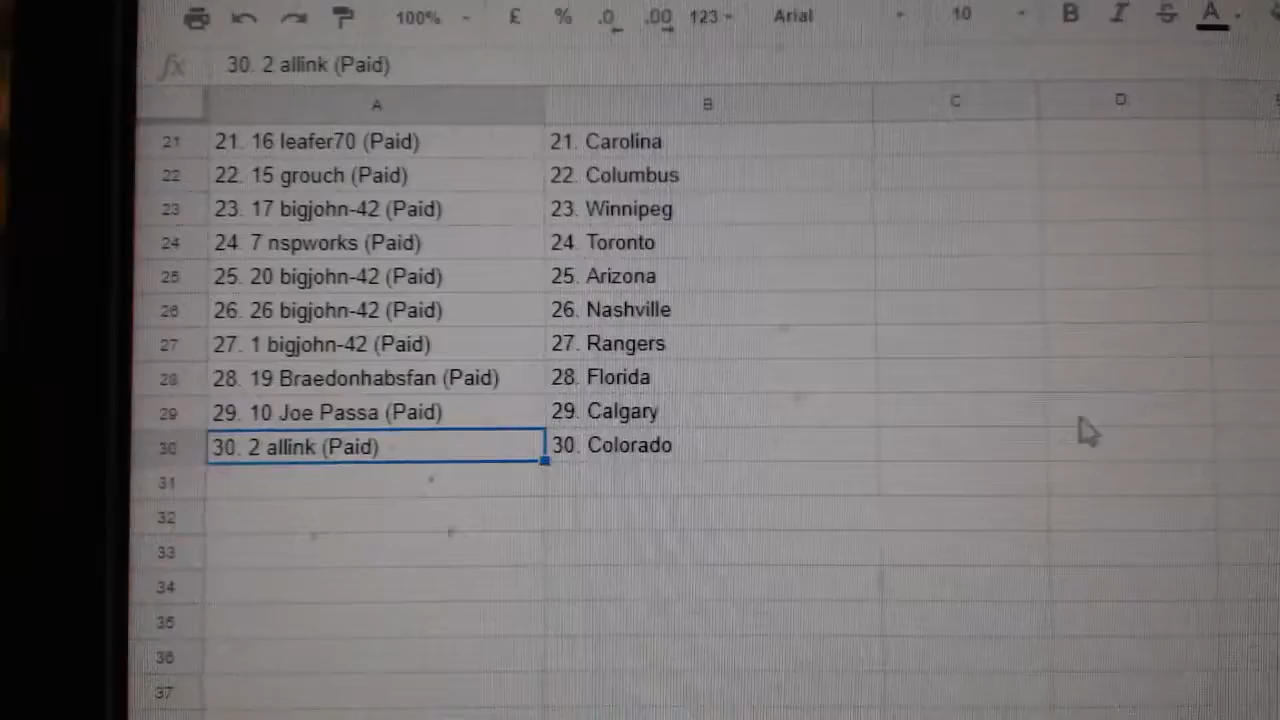 100% £ % .0 .00 123 Arial 10 B I S A
fx 30. 2 allink (Paid)
A B C D
21 21. 16 leafer70 (Paid) 21. Carolina
22 22. 15 grouch (Paid) 22. Columbus
23 23. 17 bigjohn-42 (Paid) 23. Winnipeg
24 24. 7 nspworks (Paid) 24. Toronto
25 25. 20 bigjohn-42 (Paid) 25. Arizona
26 26. 26 bigjohn-42 (Paid) 26. Nashville
27 27. 1 bigjohn-42 (Paid) 27. Rangers
28 28. 19 Braedonhabsfan (Paid) 28. Florida
29 29. 10 Joe Passa (Paid) 29. Calgary
30 30. 2 allink (Paid) 30. Colorado
31
32
33
34
35
36
37